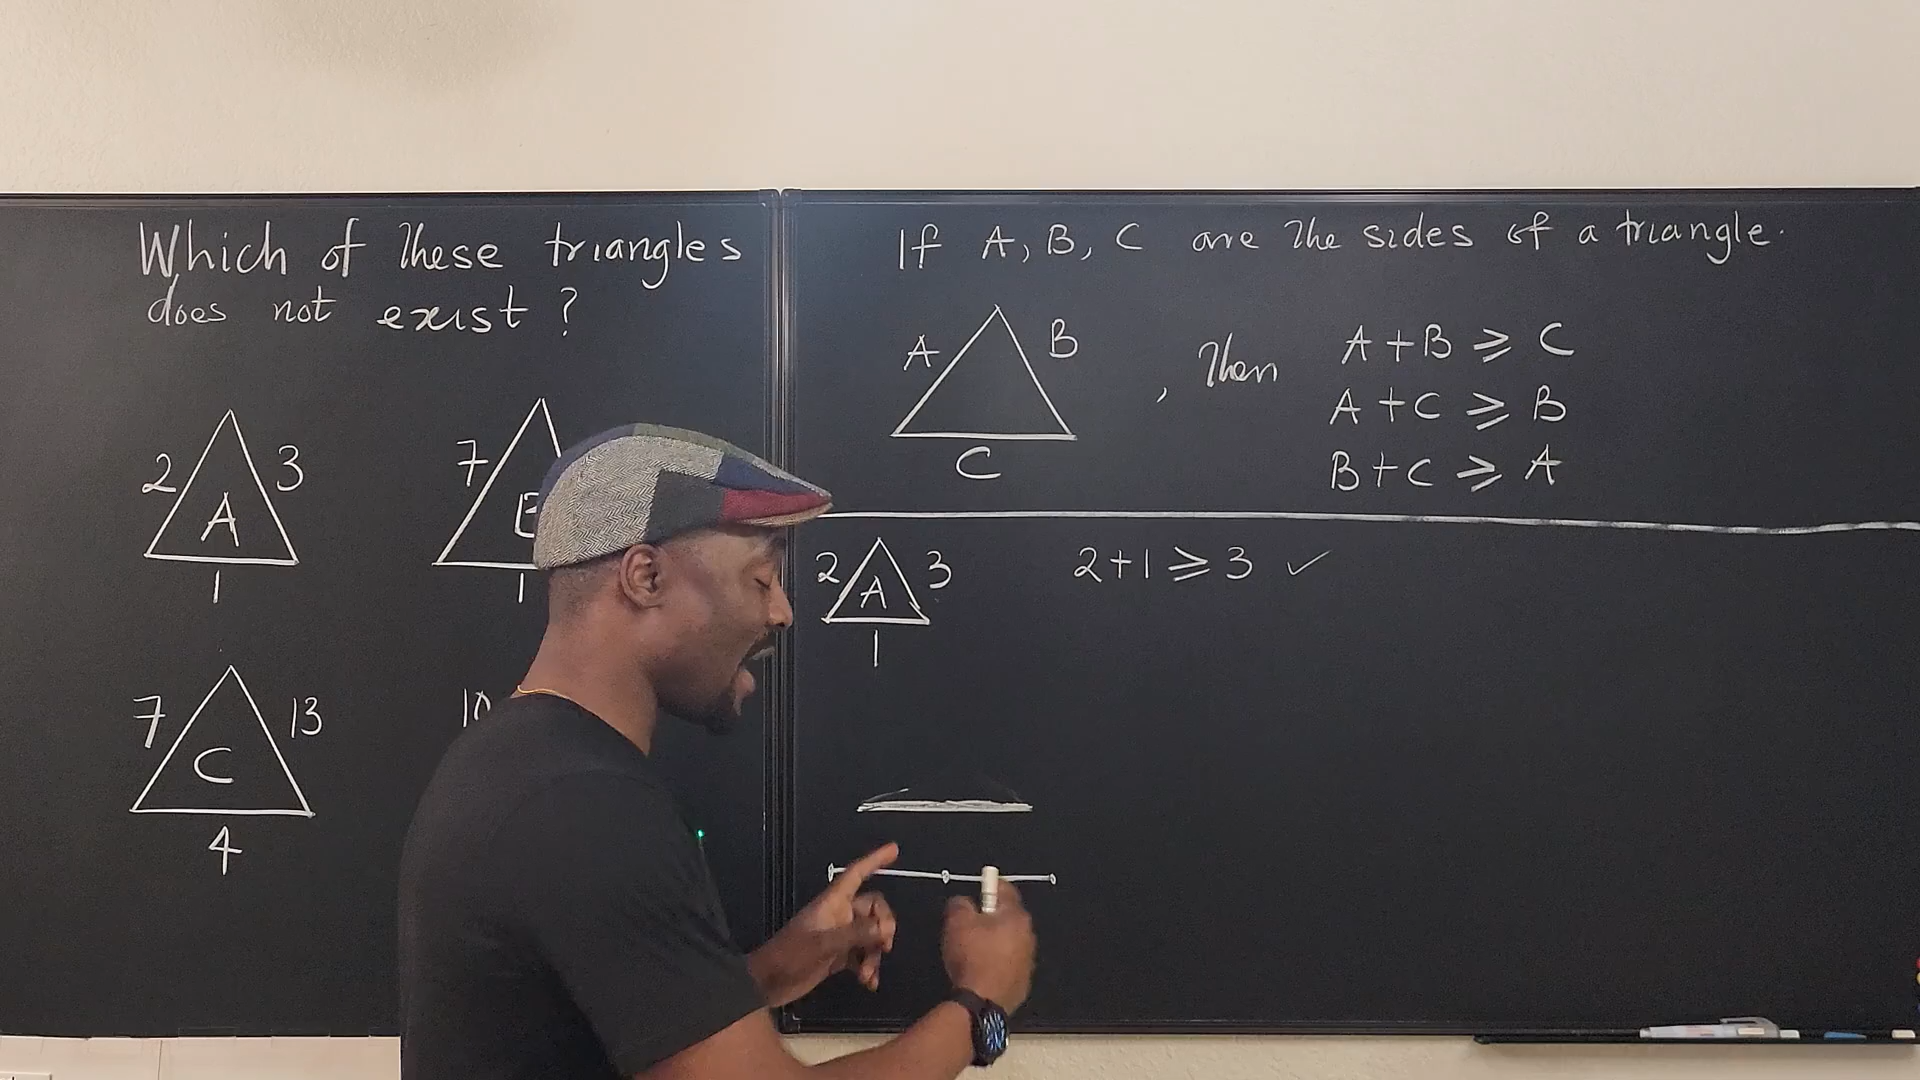 Which of these triangles
does not exist?
2 3
A
1
7
1
7 13
C
4
10
If A, B, C are the sides of a triangle.
A B
C
, Then
A + B ⩾ C
A + C ⩾ B
B + C ⩾ A
2 3
A
1
2 + 1 ⩾ 3 ✓